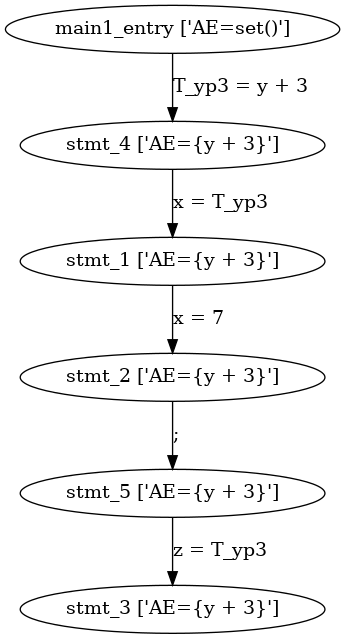 main1_entry ['AE=set()']
T_yp3 = y + 3
stmt_4 ['AE={y + 3}']
x = T_yp3
stmt_1 ['AE={y + 3}']
x = 7
stmt_2 ['AE={y + 3}']
;
stmt_5 ['AE={y + 3}']
z = T_yp3
stmt_3 ['AE={y + 3}']